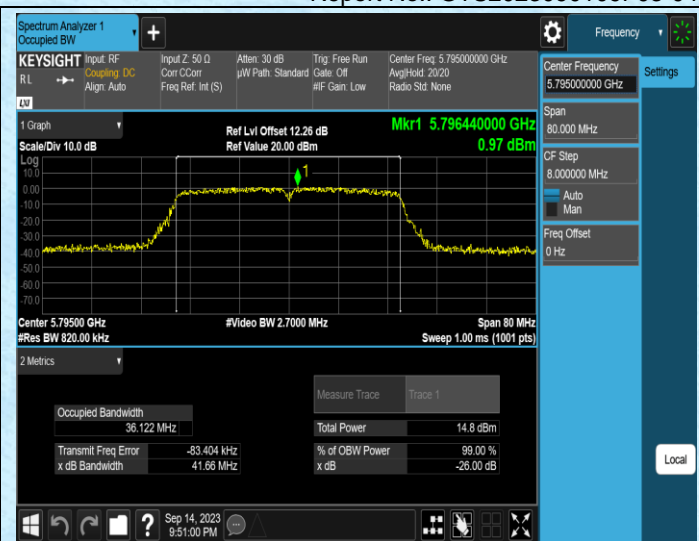 Spectrum Analyzer 1
Occupied BW
+
Frequency
KEYSIGHT
Input: RF
Coupling: DC
Align: Auto
RL
LXI
Input Z: 50 Ω
Corr CCorr
Freq Ref: Int (S)
Atten: 30 dB
µW Path: Standard
Trig: Free Run
Gate: Off
#IF Gain: Low
Center Freq: 5.795000000 GHz
Avg|Hold: 20/20
Radio Std: None
Center Frequency
5.795000000 GHz
Settings
Span
80.000 MHz
CF Step
8.000000 MHz
Auto
Man
Freq Offset
0 Hz
1 Graph
Scale/Div 10.0 dB
Ref Lvl Offset 12.26 dB
Ref Value 20.00 dBm
Mkr1 5.796440000 GHz
0.97 dBm
Log
10.0
0.00
-10.0
-20.0
-30.0
-40.0
-50.0
-60.0
-70.0
1
Center 5.79500 GHz
#Res BW 820.00 kHz
#Video BW 2.7000 MHz
Span 80 MHz
Sweep 1.00 ms (1001 pts)
2 Metrics
Measure Trace Trace 1
Occupied Bandwidth
36.122 MHz
Total Power 14.8 dBm
Transmit Freq Error -83.404 kHz
% of OBW Power 99.00 %
x dB Bandwidth 41.66 MHz
x dB -26.00 dB
Local
?
Sep 14, 2023
9:51:00 PM